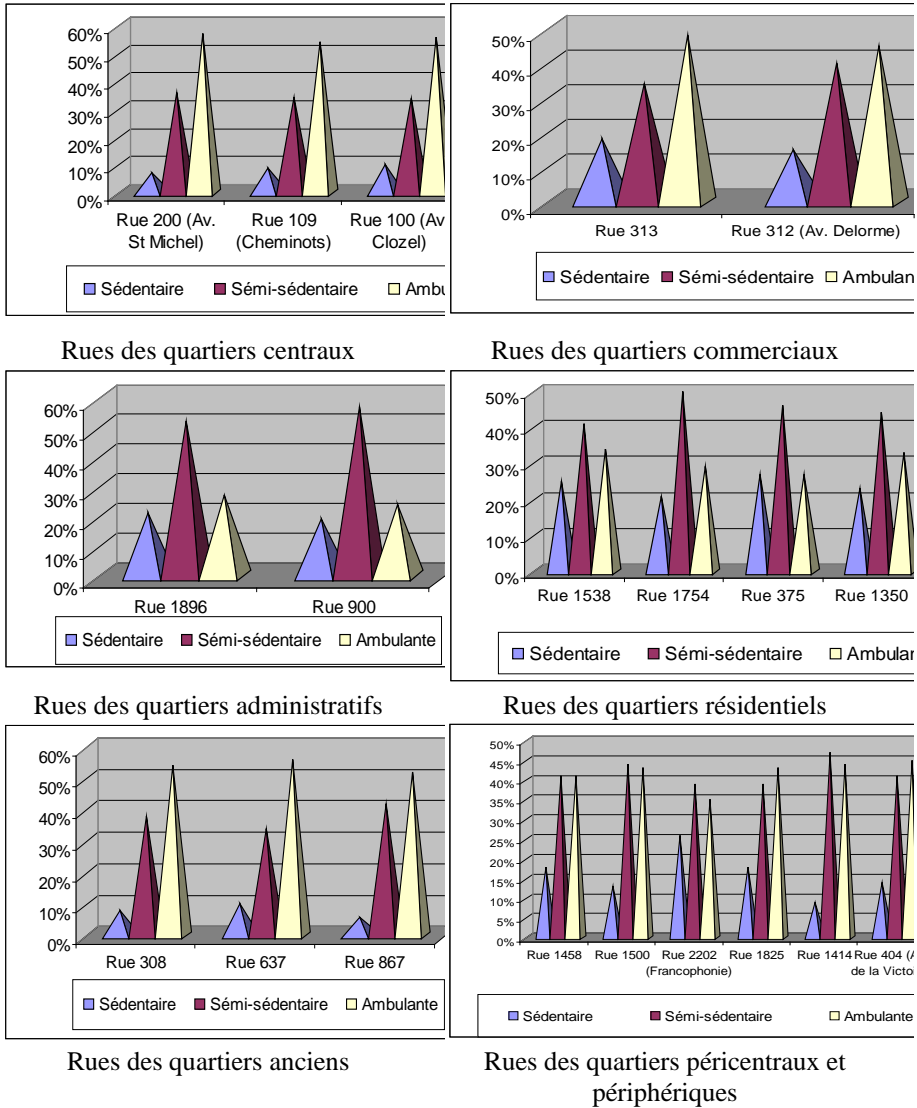 60%
50%
40%
30%
20%
10%
0%
Rue 200 (Av. St Michel)
Rue 109 (Cheminots)
Rue 100 (Av Clozel)
Sédentaire Sémi-sédentaire Ambu
Rues des quartiers centraux
50%
40%
30%
20%
10%
0%
Rue 313 Rue 312 (Av. Delorme)
Sédentaire Sémi-sédentaire Ambulan
Rues des quartiers commerciaux
60%
50%
40%
30%
20%
10%
0%
Rue 1896 Rue 900
Sédentaire Sémi-sédentaire Ambulante
Rues des quartiers administratifs
50%
40%
30%
20%
10%
0%
Rue 1538 Rue 1754 Rue 375 Rue 1350
Sédentaire Sémi-sédentaire Ambulan
Rues des quartiers résidentiels
60%
50%
40%
30%
20%
10%
0%
Rue 308 Rue 637 Rue 867
Sédentaire Sémi-sédentaire Ambulante
Rues des quartiers anciens
50%
45%
40%
35%
30%
25%
20%
15%
10%
5%
0%
Rue 1458 Rue 1500 Rue 2202 Rue 1825 Rue 1414 Rue 404 (A
(Francophonie) de la Victoi
Sédentaire Sémi-sédentaire Ambulante
Rues des quartiers péricentraux et
périphériques